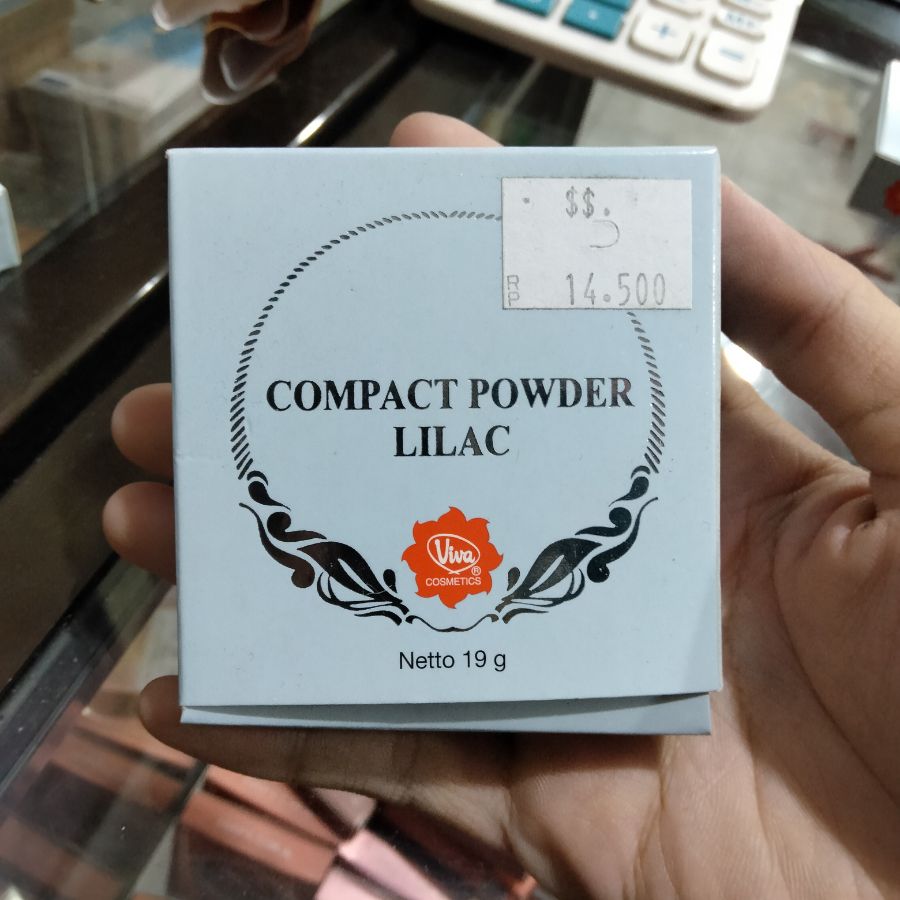 $$.
RP 14.500
COMPACT POWDER
LILAC
Viva®
COSMETICS
Netto 19 g